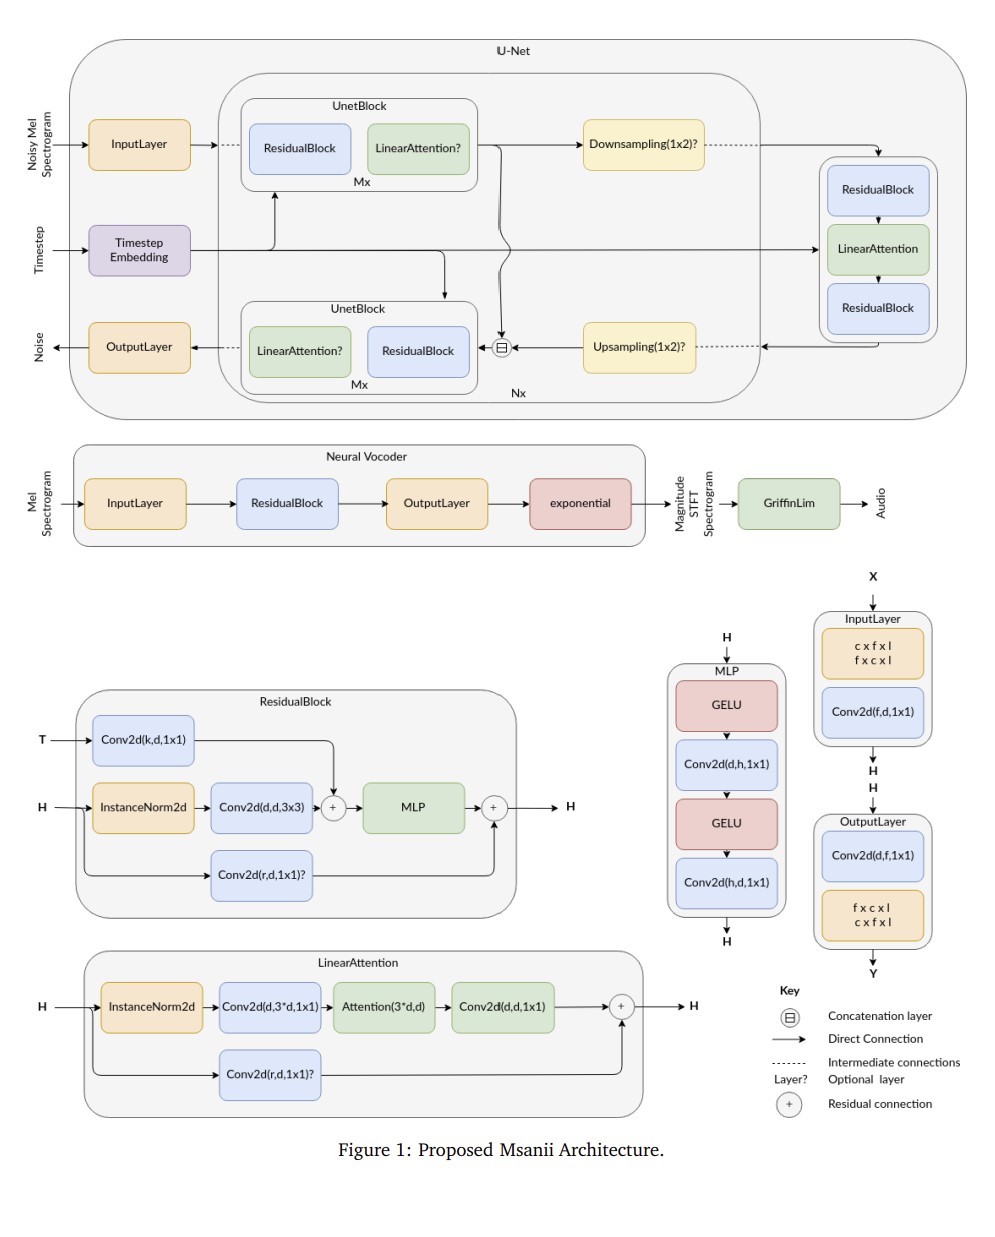 U-Net
Noisy Mel
Spectrogram
InputLayer
UnetBlock
ResidualBlock
LinearAttention?
Mx
Downsampling(1x2)?
ResidualBlock
LinearAttention
ResidualBlock
Timestep
Timestep
Embedding
Noise
OutputLayer
UnetBlock
LinearAttention?
ResidualBlock
Mx
Upsampling(1x2)?
Nx
Neural Vocoder
Mel
Spectrogram
InputLayer
ResidualBlock
OutputLayer
exponential
Magnitude
STFT
Spectrogram
GriffinLim
Audio
ResidualBlock
T
Conv2d(k,d,1x1)
H
InstanceNorm2d
Conv2d(d,d,3x3)
+
MLP
+
H
Conv2d(r,d,1x1)?
H
MLP
GELU
Conv2d(d,h,1x1)
GELU
Conv2d(h,d,1x1)
H
X
InputLayer
c x f x l
f x c x l
Conv2d(f,d,1x1)
H
H
OutputLayer
Conv2d(d,f,1x1)
f x c x l
c x f x l
Y
LinearAttention
H
InstanceNorm2d
Conv2d(d,3*d,1x1)
Attention(3*d,d)
Conv2d(d,d,1x1)
+
H
Conv2d(r,d,1x1)?
Key
Concatenation layer
Direct Connection
Intermediate connections
Layer? Optional layer
+ Residual connection
Figure 1: Proposed Msanii Architecture.